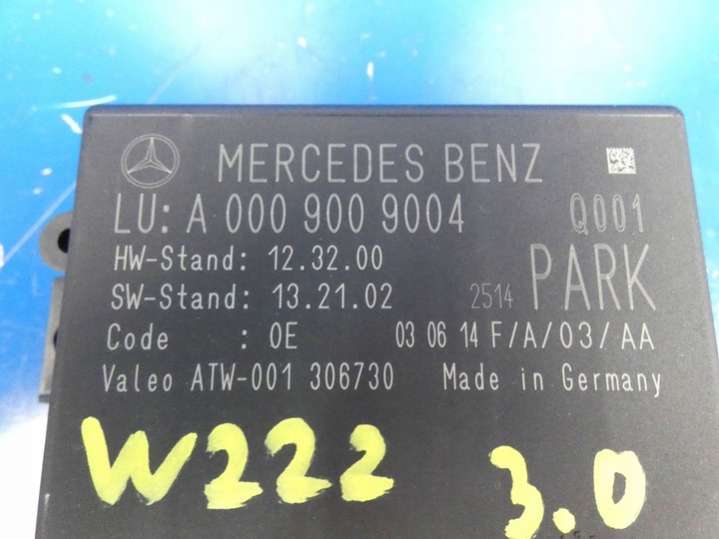 MERCEDES BENZ
LU: A 000 900 9004 Q001
HW-Stand: 12.32.00
SW-Stand: 13.21.02 2514 PARK
Code : 0E 03 06 14 F/A/03/AA
Valeo ATW-001 306730 Made in Germany
W222 3.0